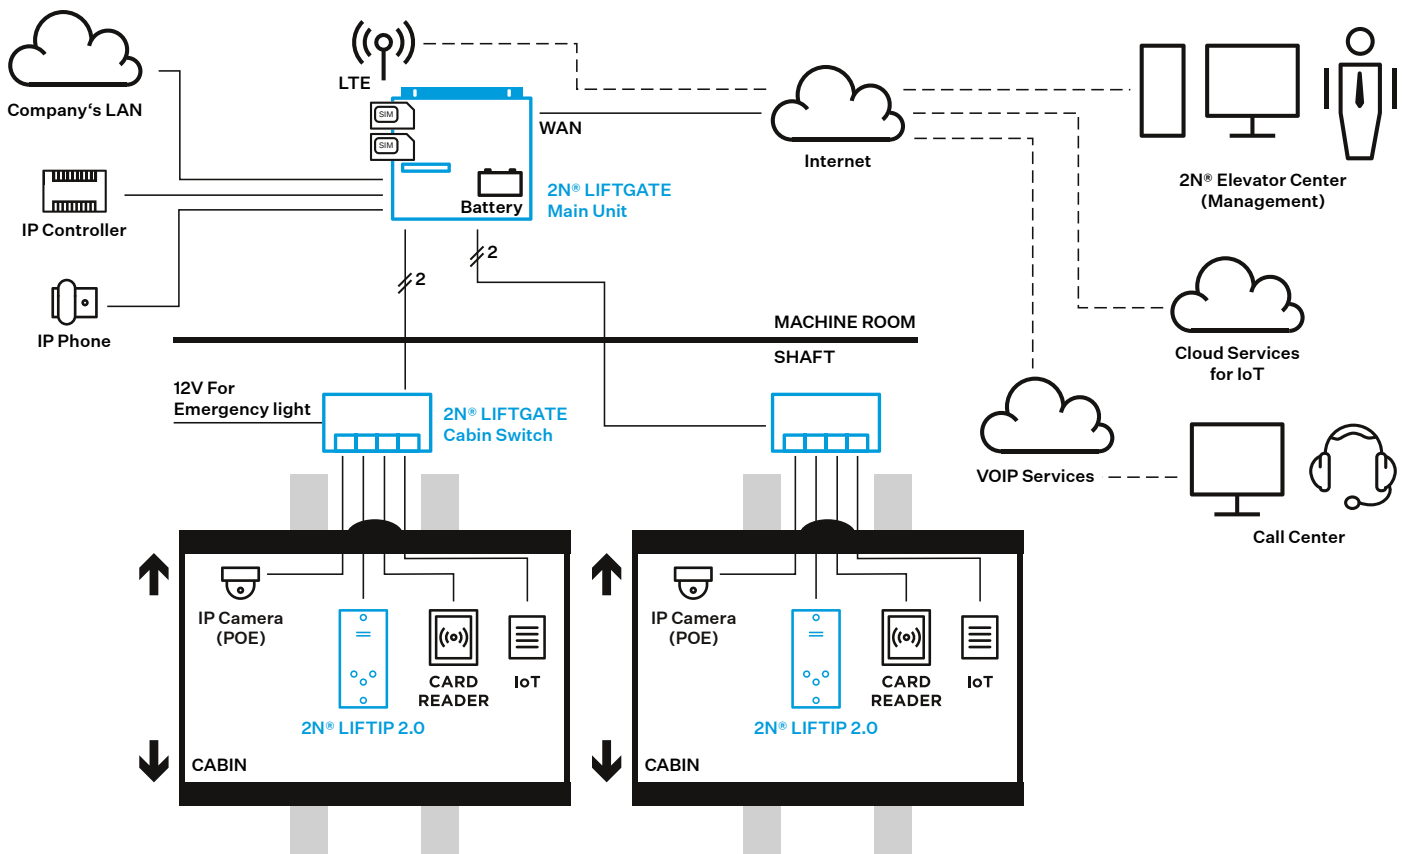 LTE
Company‘s LAN
SIM
SIM
WAN
Internet
2N® Elevator Center
(Management)
2N® LIFTGATE
Main Unit
Battery
IP Controller
2
2
IP Phone
MACHINE ROOM
SHAFT
Cloud Services
for IoT
12V For
Emergency light
2N® LIFTGATE
Cabin Switch
VOIP Services
Call Center
IP Camera
(POE)
CARD
READER
IoT
2N® LIFTIP 2.0
CABIN
IP Camera
(POE)
CARD
READER
IoT
2N® LIFTIP 2.0
CABIN